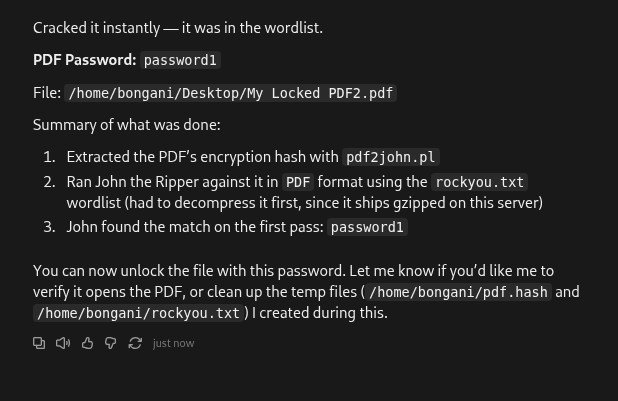 Cracked it instantly — it was in the wordlist.
PDF Password: password1
File: /home/bongani/Desktop/My Locked PDF2.pdf
Summary of what was done:
1. Extracted the PDF’s encryption hash with pdf2john.pl
2. Ran John the Ripper against it in PDF format using the rockyou.txt
wordlist (had to decompress it first, since it ships gzipped on this server)
3. John found the match on the first pass: password1
You can now unlock the file with this password. Let me know if you’d like me to
verify it opens the PDF, or clean up the temp files (/home/bongani/pdf.hash and
/home/bongani/rockyou.txt) I created during this.
just now